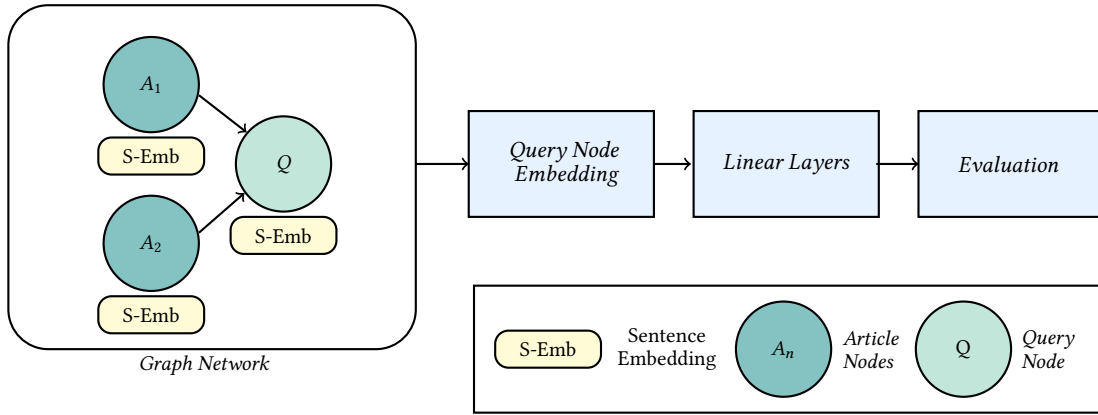 A₁
S-Emb
Q
S-Emb
A₂
S-Emb
Graph Network
Query Node
Embedding
Linear Layers
Evaluation
S-Emb
Sentence
Embedding
Aₙ
Article
Nodes
Q
Query
Node